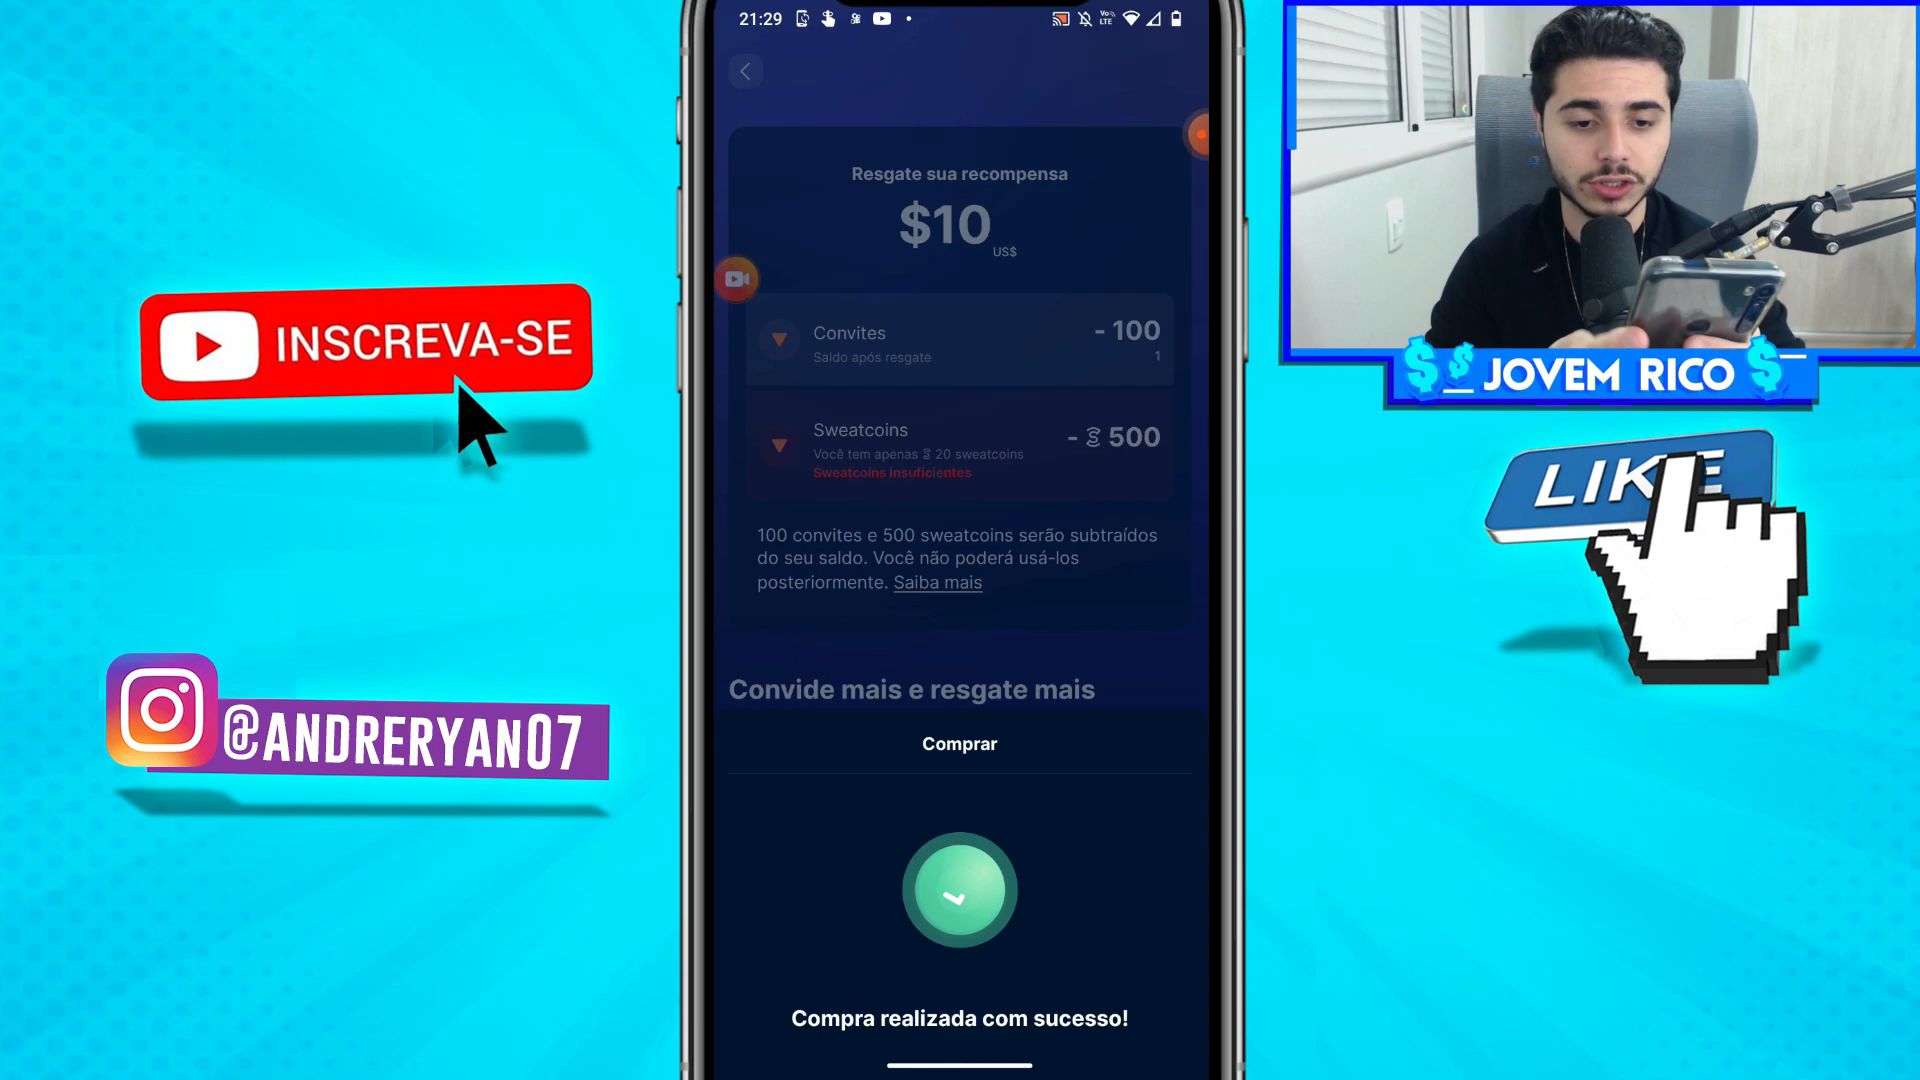 21:29
Vo))
LTE
Resgate sua recompensa
$10
US$
Convites
- 100
Saldo após resgate
1
Sweatcoins
- 500
Você tem apenas 20 sweatcoins
Sweatcoins insuficientes
100 convites e 500 sweatcoins serão subtraídos
do seu saldo. Você não poderá usá-los
posteriormente. Saiba mais
Convide mais e resgate mais
Comprar
Compra realizada com sucesso!
INSCREVA-SE
@ANDRERYAN07
$ $ JOVEM RICO $
LIKE